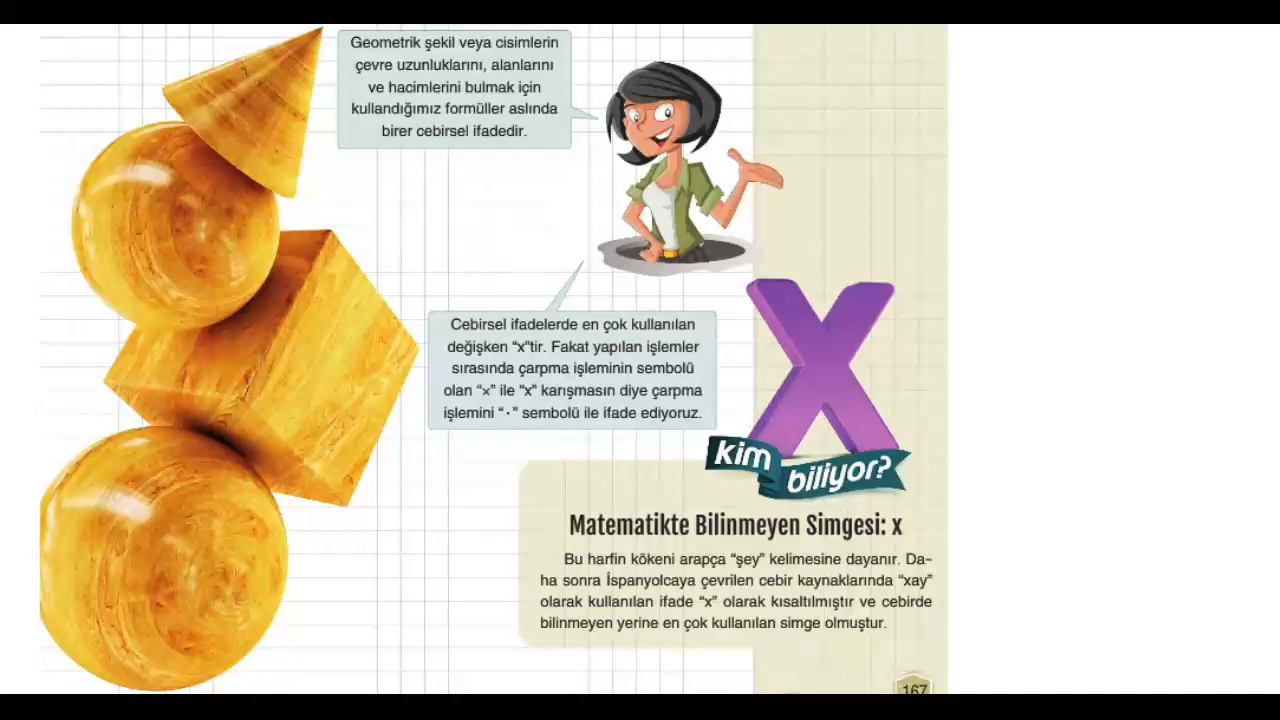 Geometrik şekil veya cisimlerin
çevre uzunluklarını, alanlarını
ve hacimlerini bulmak için
kullandığımız formüller aslında
birer cebirsel ifadedir.
Cebirsel ifadelerde en çok kullanılan
değişken “x”tir. Fakat yapılan işlemler
sırasında çarpma işleminin sembolü
olan “×” ile “x” karışmasın diye çarpma
işlemini “·” sembolü ile ifade ediyoruz.
X
kim
biliyor?
Matematikte Bilinmeyen Simgesi: x
Bu harfin kökeni arapça “şey” kelimesine dayanır. Da-
ha sonra İspanyolcaya çevrilen cebir kaynaklarında “xay”
olarak kullanılan ifade “x” olarak kısaltılmıştır ve cebirde
bilinmeyen yerine en çok kullanılan simge olmuştur.
167